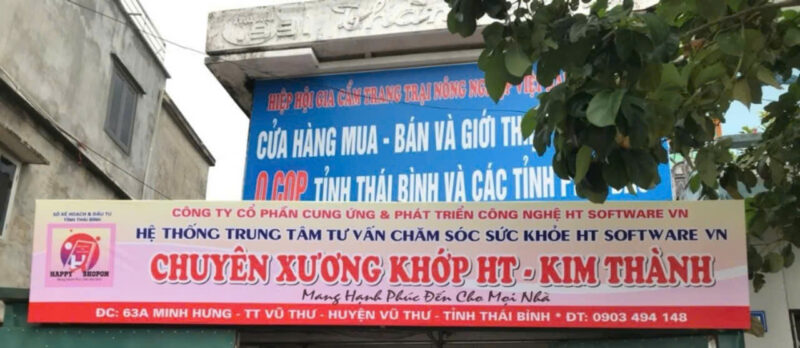 HIỆP HỘI GIA CẦM TRANG TRẠI NÔNG
CỬA HÀNG MUA - BÁN VÀ GIỚI
O COP TỈNH THÁI BÌNH VÀ CÁC TỈNH
SỞ KẾ HOẠCH & ĐẦU TƯ
TỈNH THÁI BÌNH
HAPPY SHOPON
CÔNG TY CỔ PHẦN CUNG ỨNG & PHÁT TRIỂN CÔNG NGHỆ HT SOFTWARE VN
HỆ THỐNG TRUNG TÂM TƯ VẤN CHĂM SÓC SỨC KHỎE HT SOFTWARE VN
CHUYÊN XƯƠNG KHỚP HT - KIM THÀNH
Mang Hạnh Phúc Đến Cho Mọi Nhà
ĐC: 63A MINH HƯNG - TT VŨ THƯ - HUYỆN VŨ THƯ - TỈNH THÁI BÌNH * ĐT: 0903 494 148